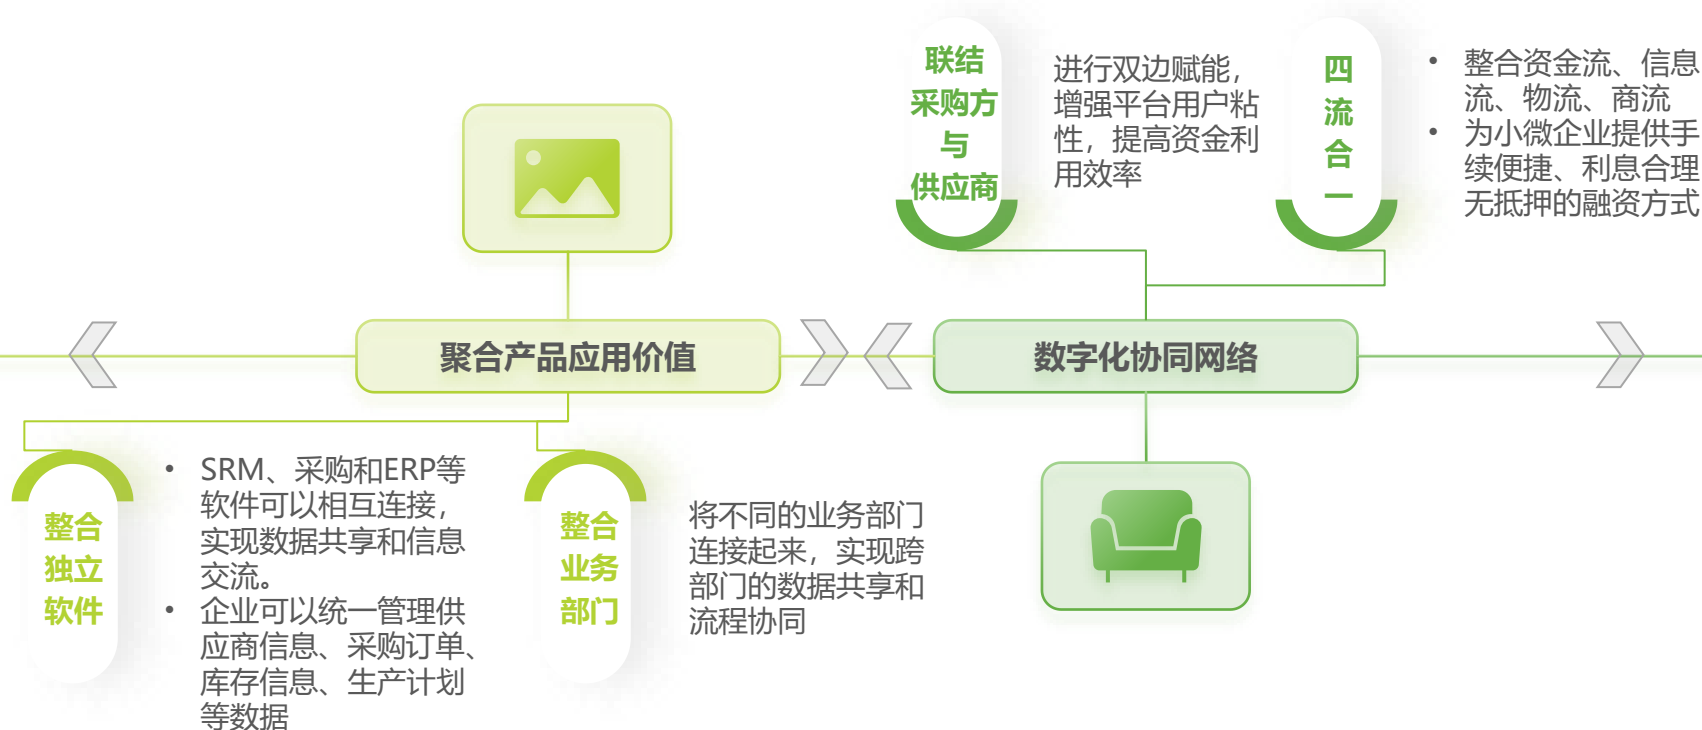 联结
采购方
与
供应商
进行双边赋能，
增强平台用户粘
性，提高资金利
用效率
四
流
合
一
• 整合资金流、信息
流、物流、商流
• 为小微企业提供手
续便捷、利息合理
无抵押的融资方式
聚合产品应用价值
数字化协同网络
整合
独立
软件
• SRM、采购和ERP等
软件可以相互连接，
实现数据共享和信息
交流。
• 企业可以统一管理供
应商信息、采购订单、
库存信息、生产计划
等数据
整合
业务
部门
将不同的业务部门
连接起来，实现跨
部门的数据共享和
流程协同